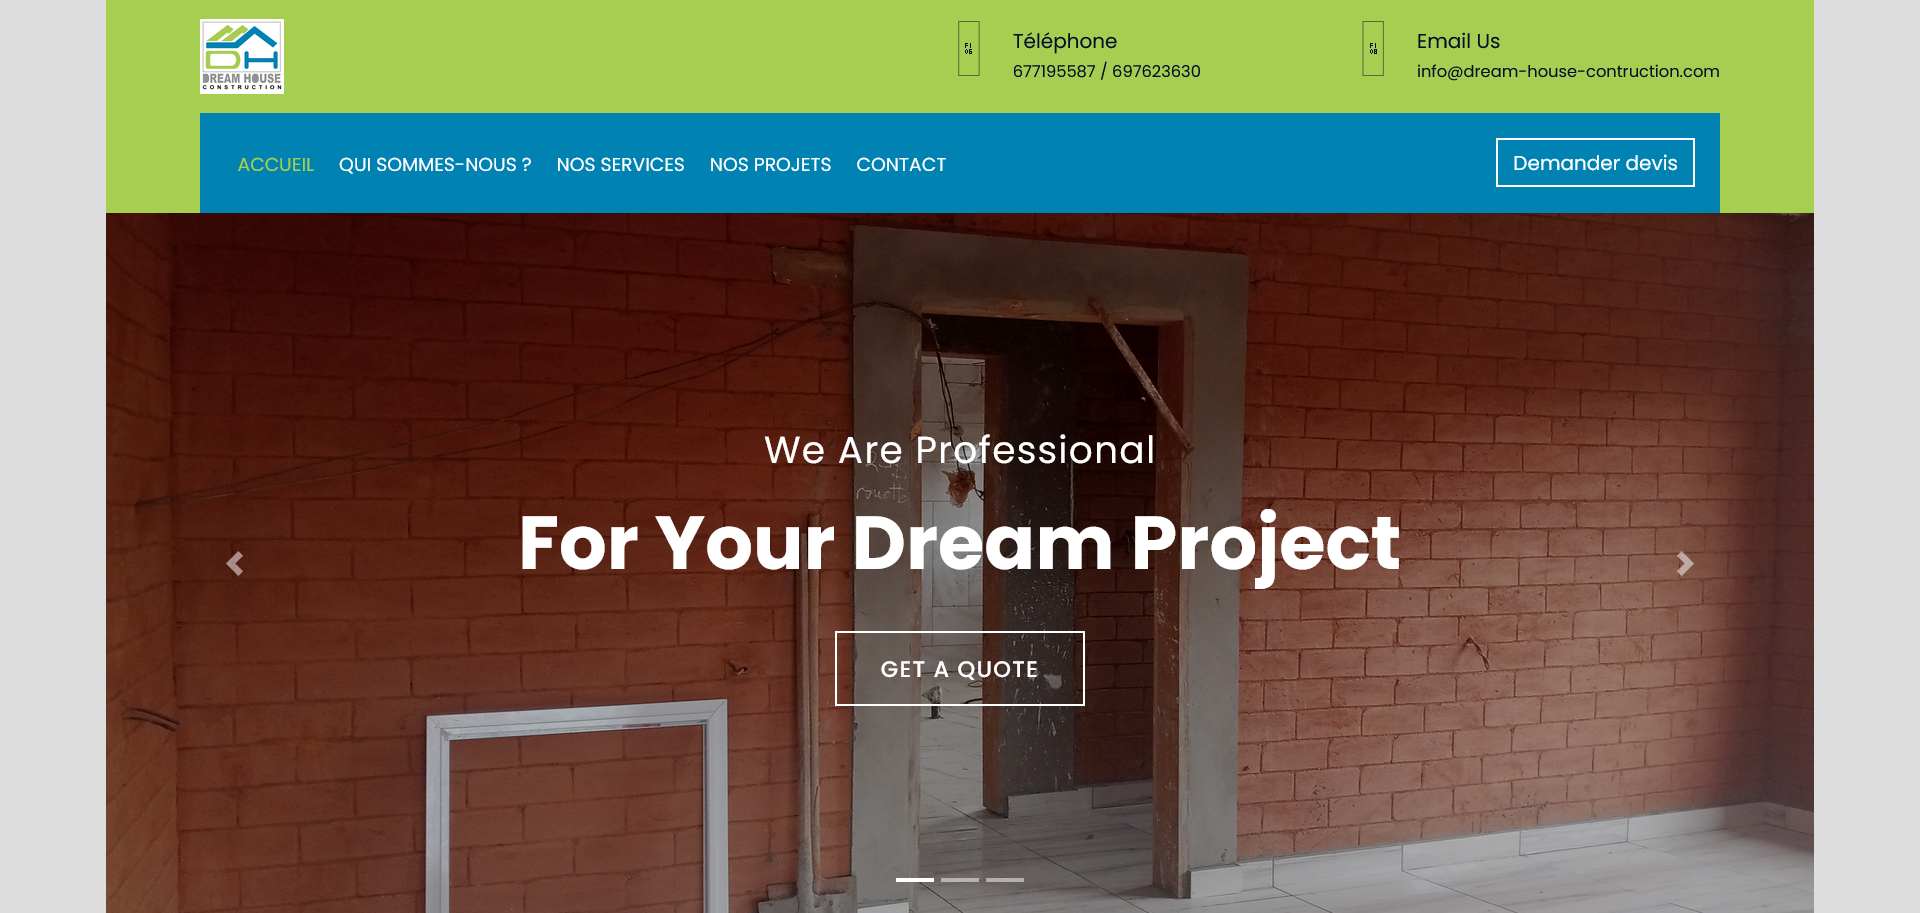 DH
DREAM HOUSE
CONSTRUCTION
Téléphone
677195587 / 697623630
Email Us
info@dream-house-contruction.com
ACCUEIL
QUI SOMMES-NOUS ?
NOS SERVICES
NOS PROJETS
CONTACT
Demander devis
We Are Professional
For Your Dream Project
GET A QUOTE